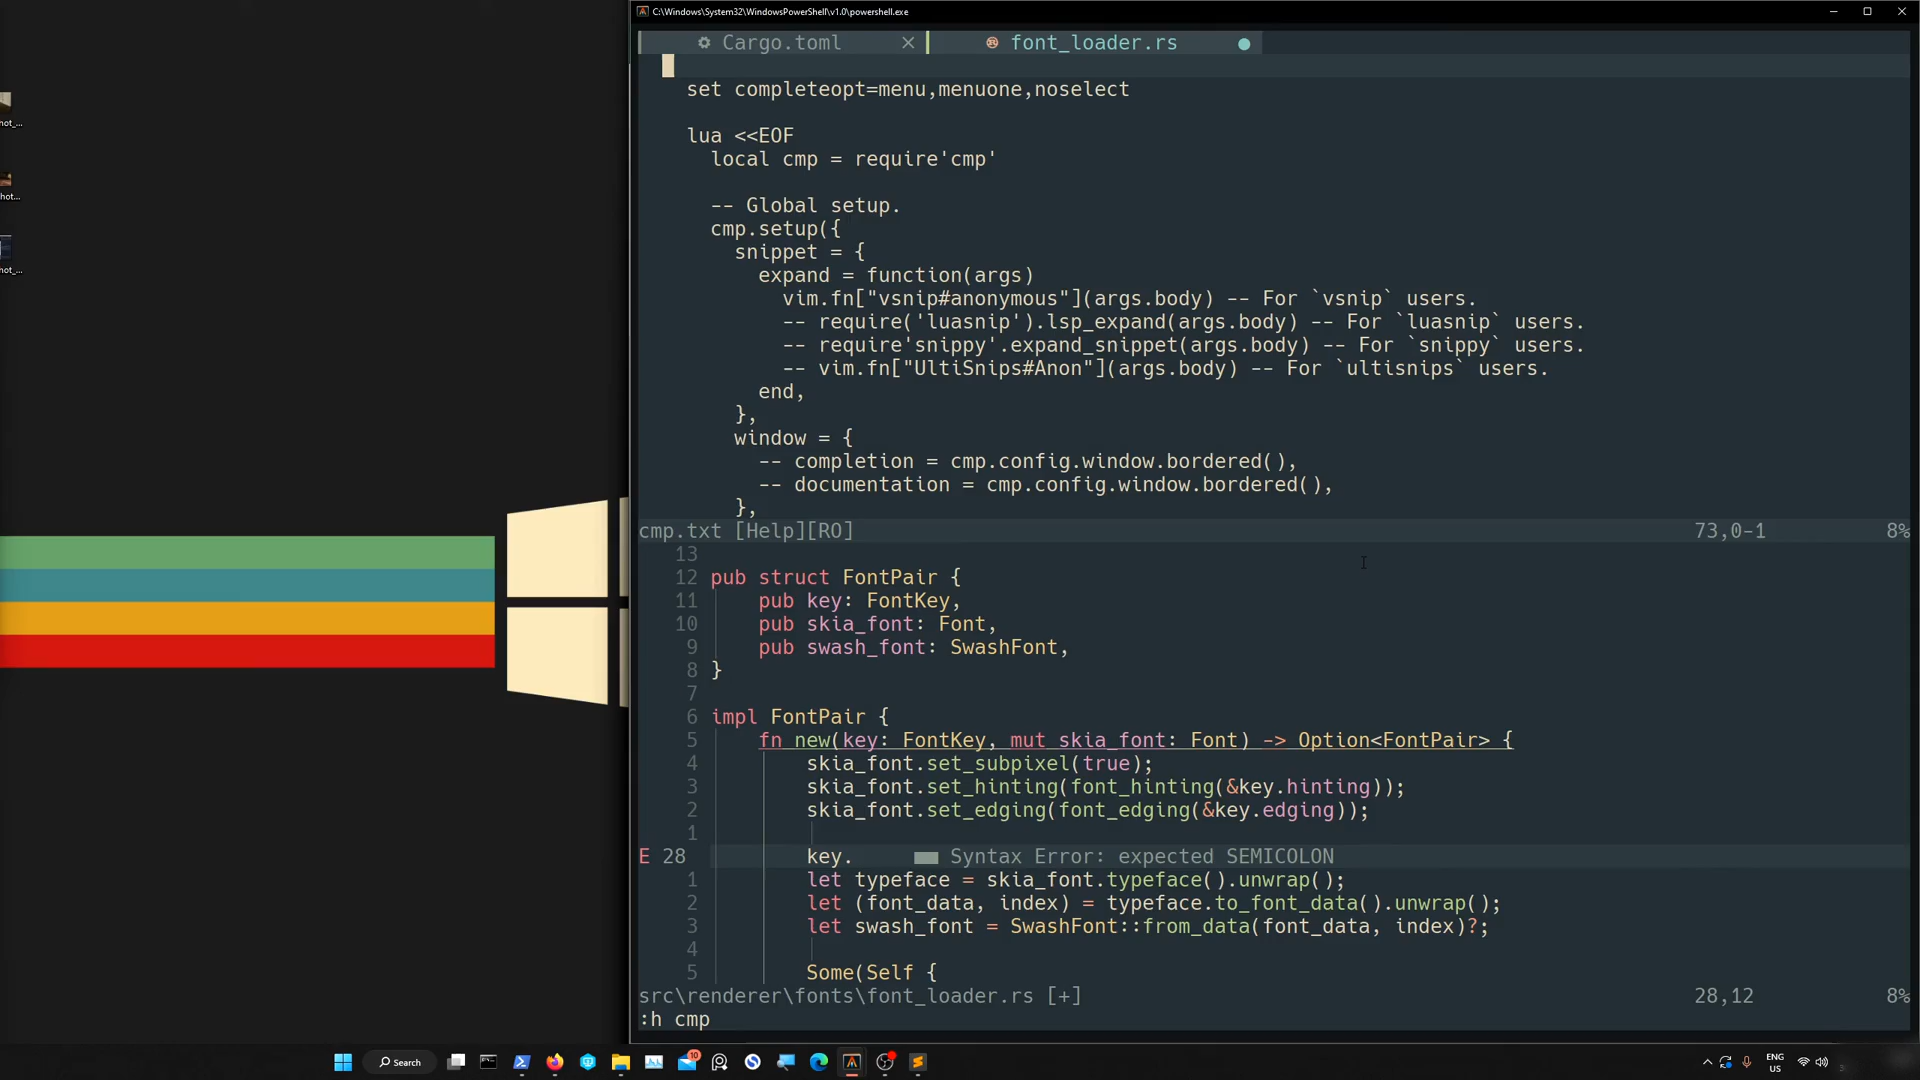 C:\Windows\System32\WindowsPowerShell\v1.0\powershell.exe
Cargo.toml
font_loader.rs
set completeopt=menu,menuone,noselect
lua <<EOF
local cmp = require'cmp'
-- Global setup.
cmp.setup({
snippet = {
expand = function(args)
vim.fn["vsnip#anonymous"](args.body) -- For `vsnip` users.
-- require('luasnip').lsp_expand(args.body) -- For `luasnip` users.
-- require'snippy'.expand_snippet(args.body) -- For `snippy` users.
-- vim.fn["UltiSnips#Anon"](args.body) -- For `ultisnips` users.
end,
},
window = {
-- completion = cmp.config.window.bordered(),
-- documentation = cmp.config.window.bordered(),
},
cmp.txt [Help][RO] 73,0-1 8%
13
12 pub struct FontPair {
11 pub key: FontKey,
10 pub skia_font: Font,
9 pub swash_font: SwashFont,
8 }
7
6 impl FontPair {
5 fn new(key: FontKey, mut skia_font: Font) -> Option<FontPair> {
4 skia_font.set_subpixel(true);
3 skia_font.set_hinting(font_hinting(&key.hinting));
2 skia_font.set_edging(font_edging(&key.edging));
1
E 28 key. Syntax Error: expected SEMICOLON
1 let typeface = skia_font.typeface().unwrap();
2 let (font_data, index) = typeface.to_font_data().unwrap();
3 let swash_font = SwashFont::from_data(font_data, index)?;
4
5 Some(Self {
src\renderer\fonts\font_loader.rs [+] 28,12 8%
:h cmp
hot_...
hot...
hot_...
Search
10
ENG
US